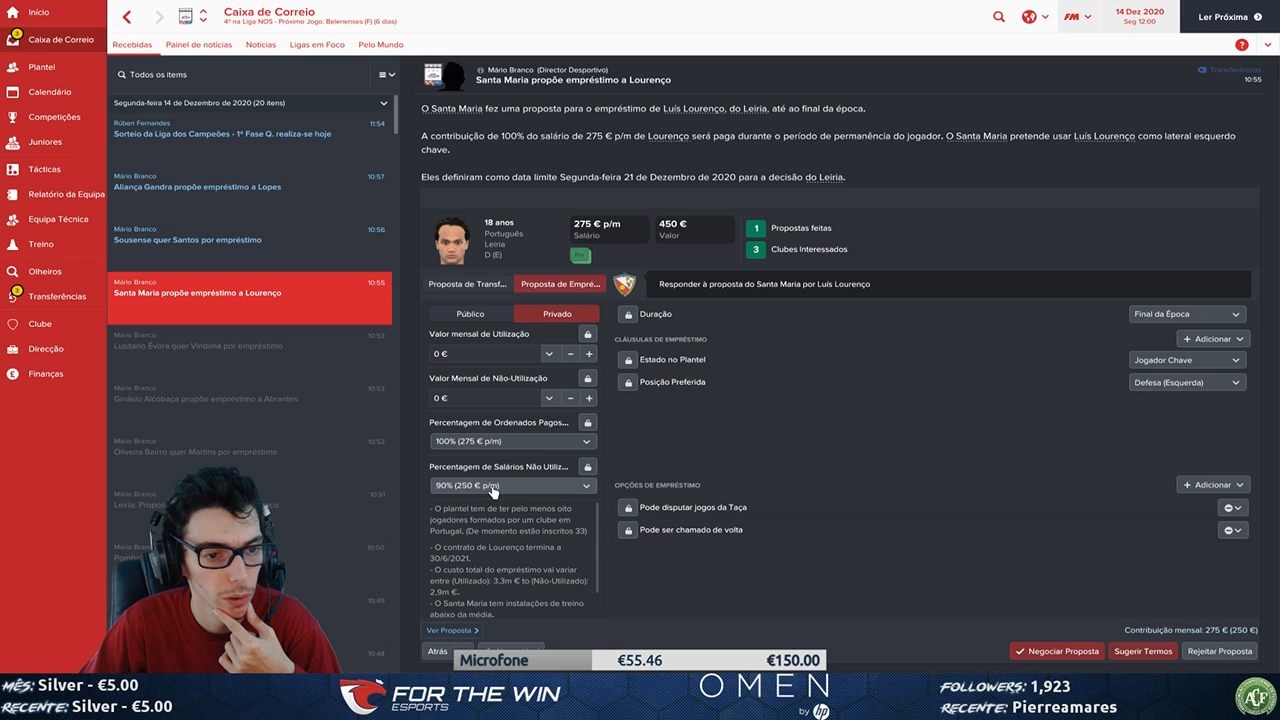 Início
Caixa de Correio
3
Plantel
Calendário
Competições
Juniores
Tácticas
Relatório da Equipa
Equipa Técnica
Treino
Olheiros
3
Transferências
Clube
Direcção
Finanças
Caixa de Correio
4º na Liga NOS - Próximo Jogo: Belenenses (F) (6 dias)
FM
14 Dez 2020
Seg 12:00
Ler Próxima
Recebidas
Painel de notícias
Notícias
Ligas em Foco
Pelo Mundo
?
Todos os items
Segunda-feira 14 de Dezembro de 2020 (20 itens)
Rúben Fernandes
11:54
Sorteio da Liga dos Campeões - 1ª Fase Q. realiza-se hoje
Mário Branco
10:57
Aliança Gandra propõe empréstimo a Lopes
Mário Branco
10:56
Sousense quer Santos por empréstimo
Mário Branco
10:55
Santa Maria propõe empréstimo a Lourenço
Mário Branco
10:53
Lusitano Évora quer Vindima por empréstimo
Mário Branco
10:53
Ginásio Alcobaça propõe empréstimo a Abrantes
Mário Branco
10:52
Oliveira Bairro quer Martins por empréstimo
Mário Branco
10:51
Leiria: Propos
Mário Bran
10:50
Pomb
10:49
10:48
Mário Branco (Director Desportivo)
Santa Maria propõe empréstimo a Lourenço
Transferências
10:55
O Santa Maria fez uma proposta para o empréstimo de Luís Lourenço, do Leiria, até ao final da época.
A contribuição de 100% do salário de 275 € p/m de Lourenço será paga durante o período de permanência do jogador. O Santa Maria pretende usar Luís Lourenço como lateral esquerdo
chave.
Eles definiram como data limite Segunda-feira 21 de Dezembro de 2020 para a decisão do Leiria.
18 anos
Português
Leiria
D (E)
275 € p/m
Salário
Pro
450 €
Valor
1 Propostas feitas
3 Clubes Interessados
Proposta de Transf...
Proposta de Empré...
Responder à proposta do Santa Maria por Luís Lourenço
Público
Privado
Valor mensal de Utilização
0 €
Valor Mensal de Não-Utilização
0 €
Percentagem de Ordenados Pagos...
100% (275 € p/m)
Percentagem de Salários Não Utiliz...
90% (250 € p/m)
- O plantel tem de ter pelo menos oito
jogadores formados por um clube em
Portugal. (De momento estão inscritos 33)
- O contrato de Lourenço termina a
30/6/2021.
- O custo total do empréstimo vai variar
entre (Utilizado): 3,3m € to (Não-Utilizado):
2,9m €.
- O Santa Maria tem instalações de treino
abaixo da média.
Duração
Final da Época
CLÁUSULAS DE EMPRÉSTIMO
Adicionar
Estado no Plantel
Jogador Chave
Posição Preferida
Defesa (Esquerda)
OPÇÕES DE EMPRÉSTIMO
Adicionar
Pode disputar jogos da Taça
Pode ser chamado de volta
Ver Proposta
Contribuição mensal: 275 € (250 €)
Atrás
Negociar Proposta
Sugerir Termos
Rejeitar Proposta
Microfone
€55.46
€150.00
MÊS: Silver - €5.00
RECENTE: Silver - €5.00
FOR THE WIN
ESPORTS
OMEN
by hp
FOLLOWERS: 1,923
RECENTE: Pierreamares